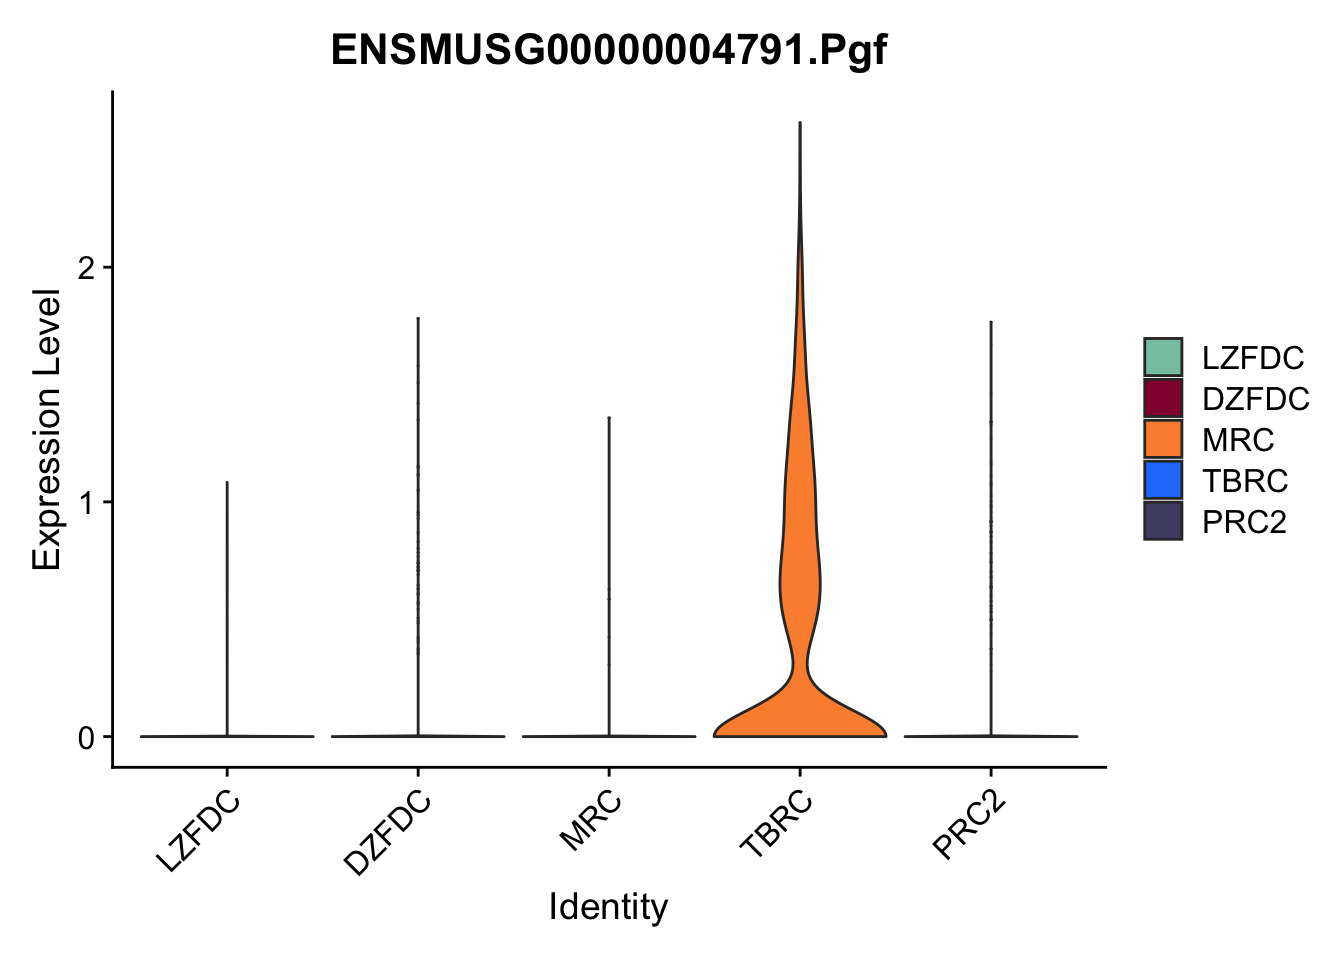 ENSMUSG00000004791.Pgf
Expression Level
2
1
0
LZFDC
DZFDC
MRC
TBRC
PRC2
Identity
LZFDC
DZFDC
MRC
TBRC
PRC2